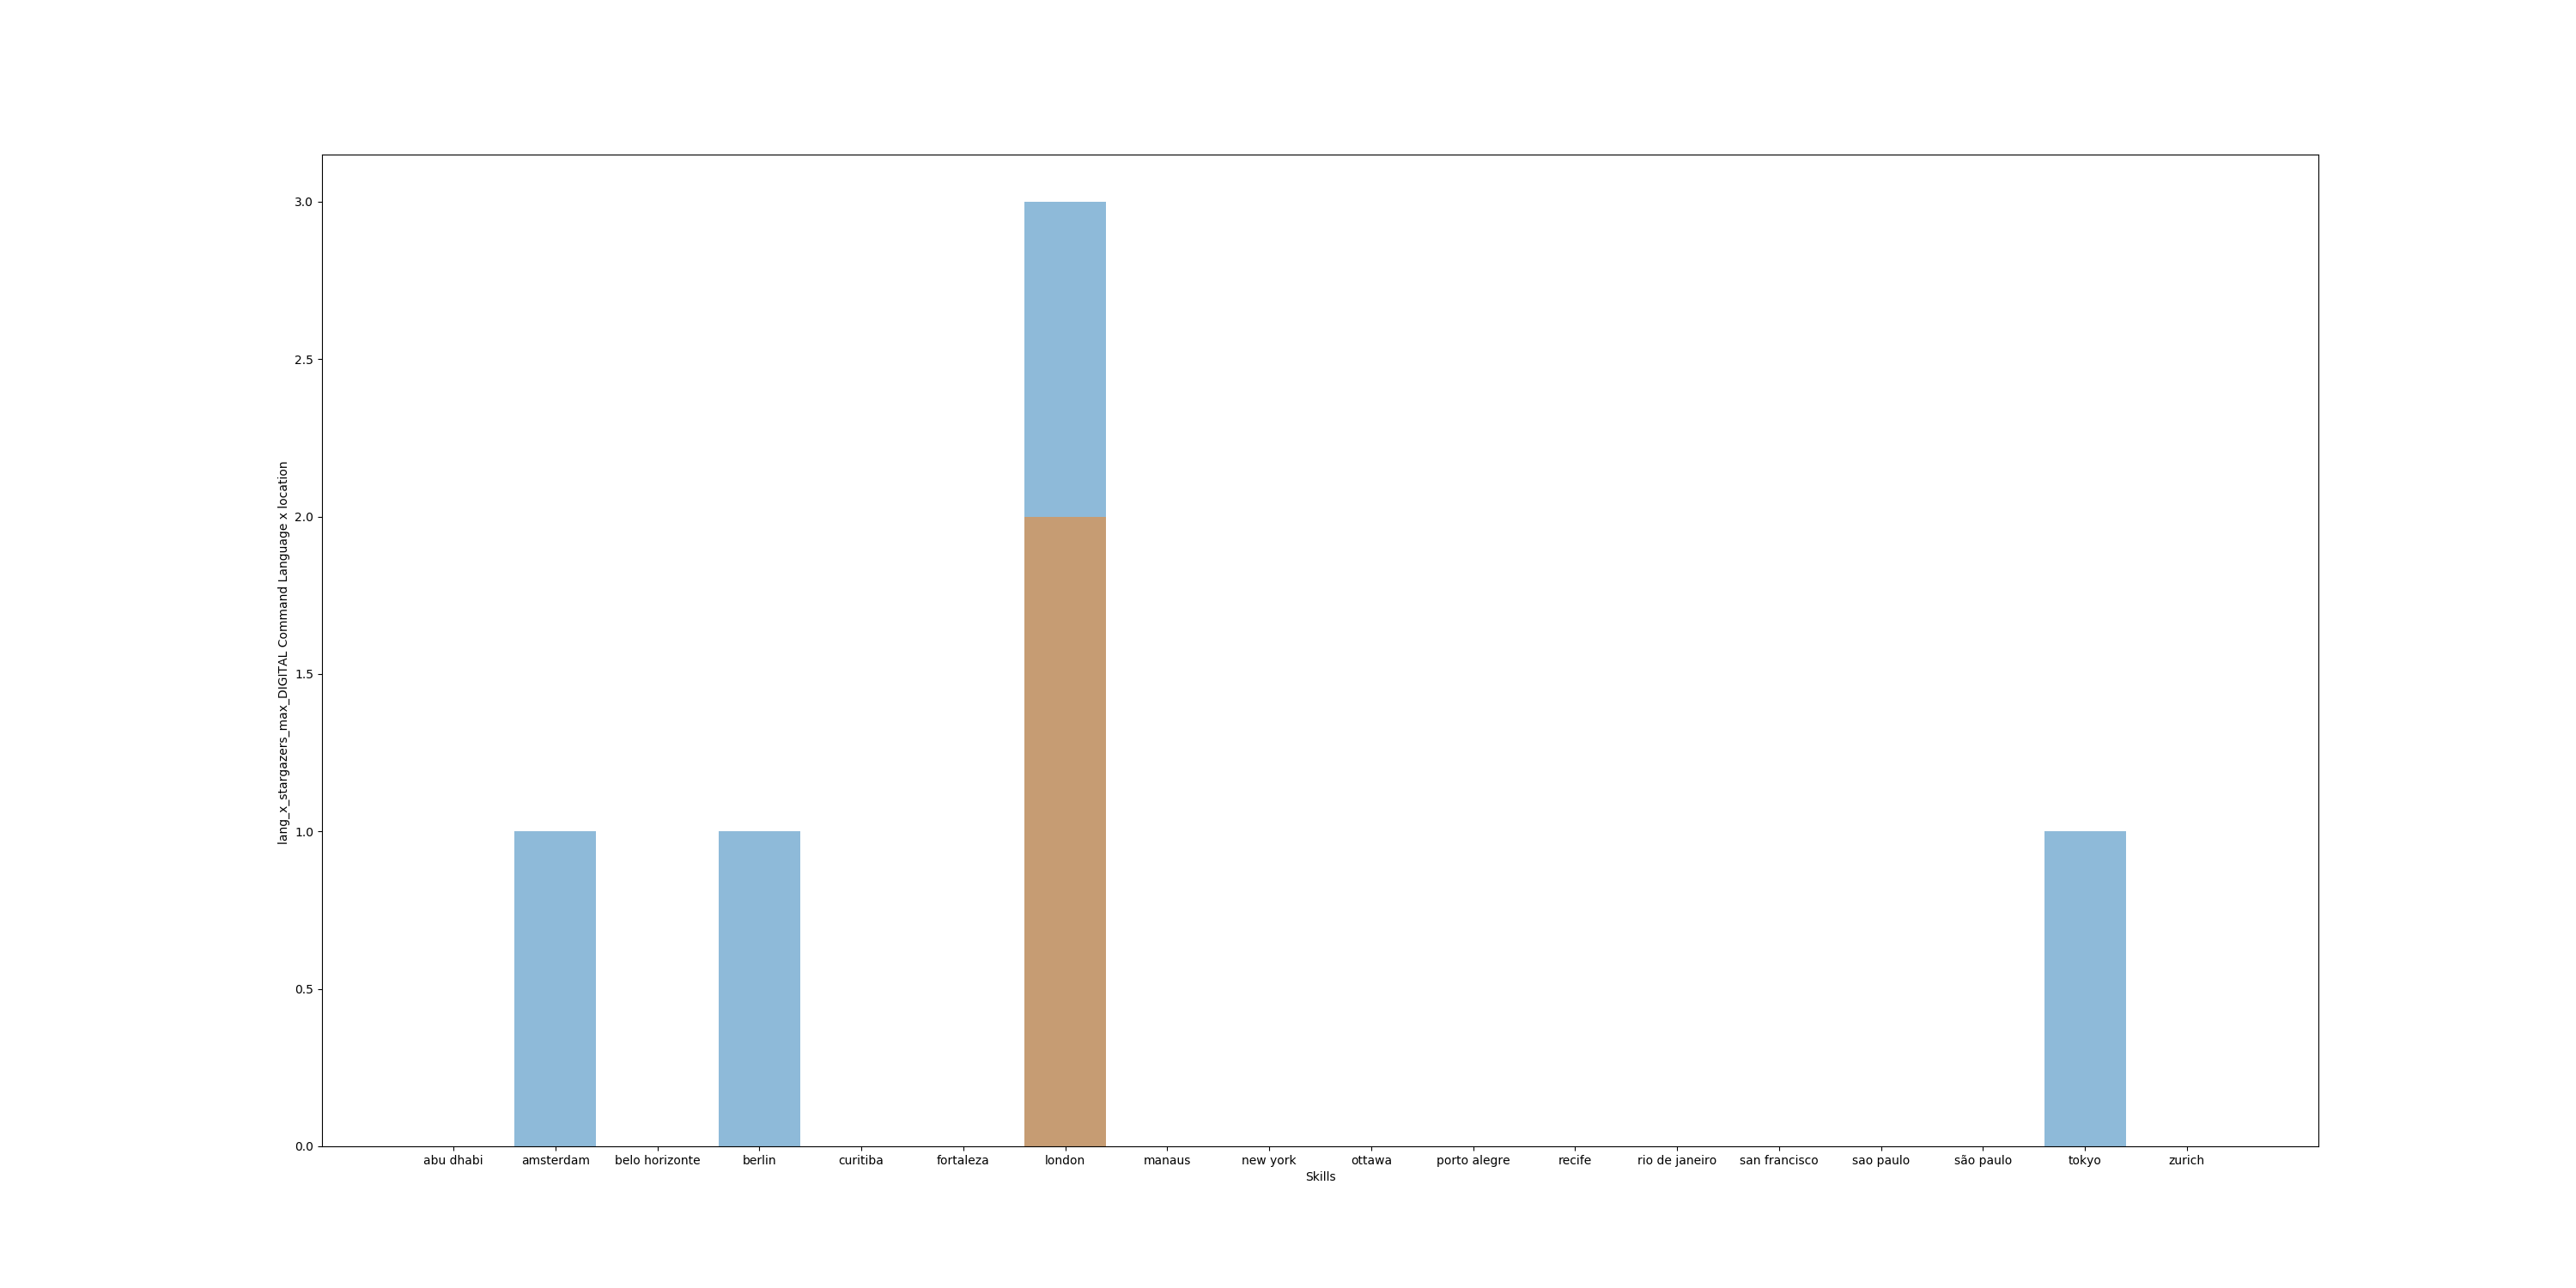 3.0
2.5
2.0
1.5
1.0
0.5
0.0
lang_x_stargazers_max_DIGITAL Command Language x location
abu dhabi amsterdam belo horizonte berlin curitiba fortaleza london manaus new york ottawa porto alegre recife rio de janeiro san francisco sao paulo são paulo tokyo zurich
Skills